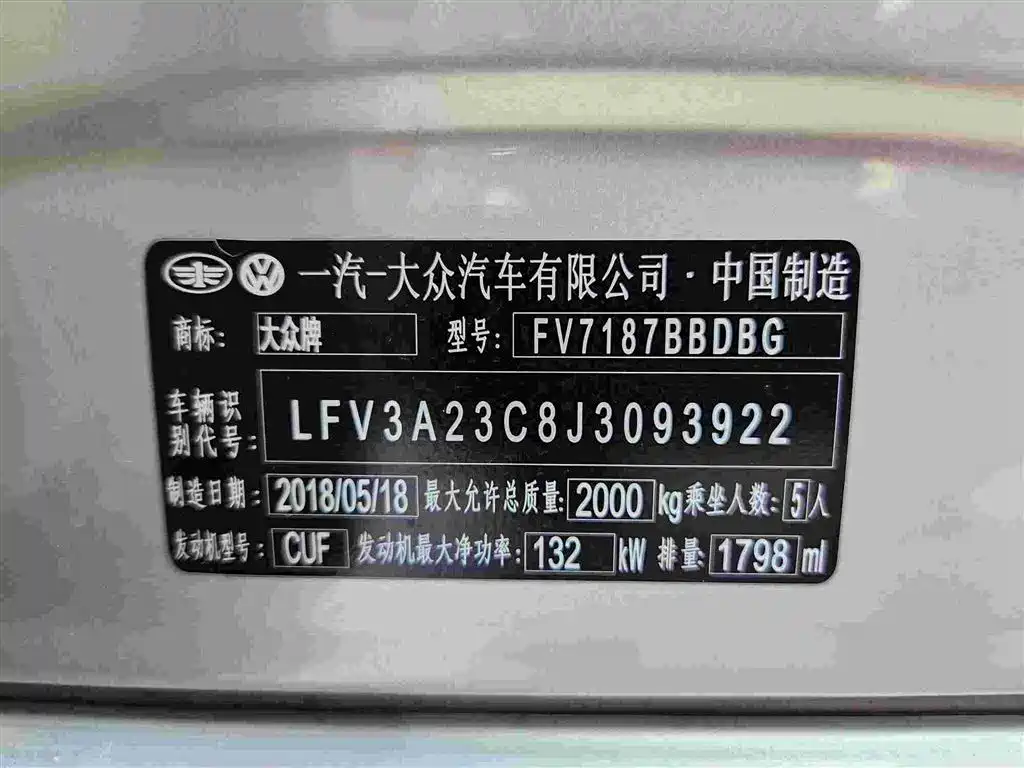 一汽-大众汽车有限公司·中国制造
商标: 大众牌 型号: FV7187BBDBG
车辆识
别代号: LFV3A23C8J3093922
制造日期: 2018/05/18 最大允许总质量: 2000 kg 乘坐人数: 5人
发动机型号: CUF 发动机最大净功率: 132 kW 排量: 1798 ml